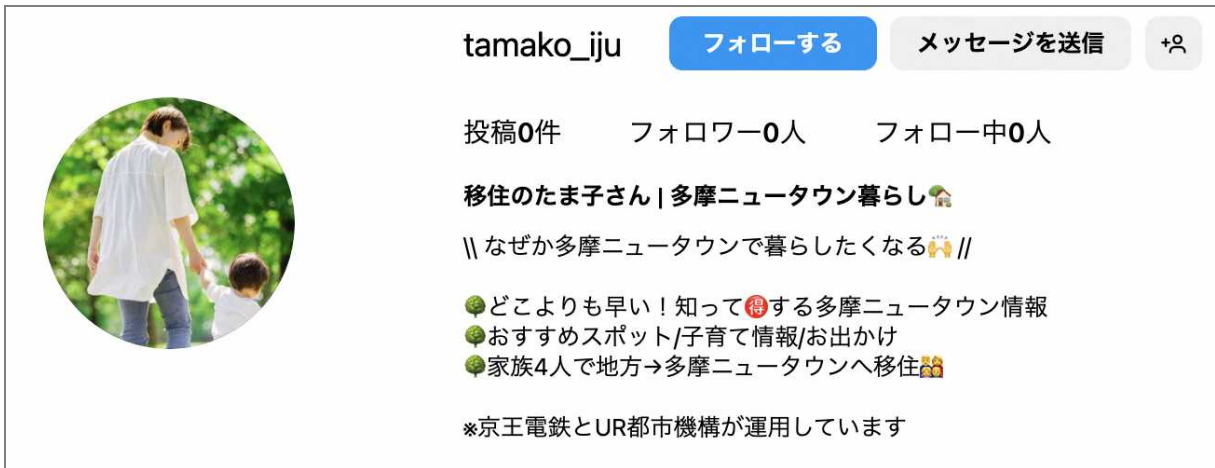 tamako_iju フォローする メッセージを送信
投稿0件 フォロワー0人 フォロー中0人
移住のたま子さん | 多摩ニュータウン暮らし🏡
\\ なぜか多摩ニュータウンで暮らしたくなる🙌 //
🌳どこよりも早い！知って🉐する多摩ニュータウン情報
🌳おすすめスポット/子育て情報/お出かけ
🌳家族4人で地方→多摩ニュータウンへ移住👨‍👩‍👧‍👦
※京王電鉄とUR都市機構が運用しています